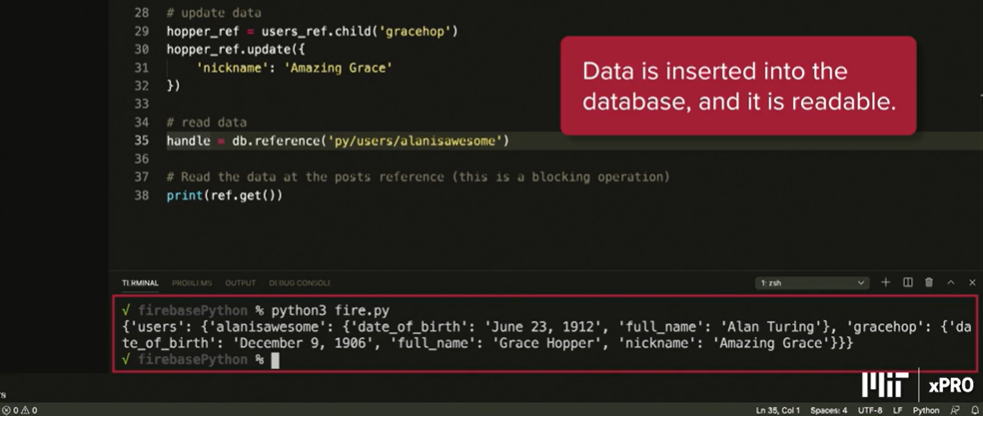 28 # update data
29 hopper_ref = users_ref.child('gracehop')
30 hopper_ref.update({
31 'nickname': 'Amazing Grace'
32 })
33
34 # read data
35 handle = db.reference('py/users/alanisawesome')
36
37 # Read the data at the posts reference (this is a blocking operation)
38 print(ref.get())
Data is inserted into the
database, and it is readable.
TERMINAL PROBLEMS OUTPUT DEBUG CONSOLE 1: zsh
√ firebasePython % python3 fire.py
{'users': {'alanisawesome': {'date_of_birth': 'June 23, 1912', 'full_name': 'Alan Turing'}, 'gracehop': {'da
te_of_birth': 'December 9, 1906', 'full_name': 'Grace Hopper', 'nickname': 'Amazing Grace'}}}
√ firebasePython %
MIT xPRO
0 0 Ln 35, Col 1 Spaces: 4 UTF-8 LF Python